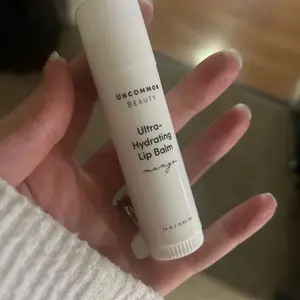 UNCOMMON
BEAUTY
Ultra-
Hydrating
Lip Balm
mango